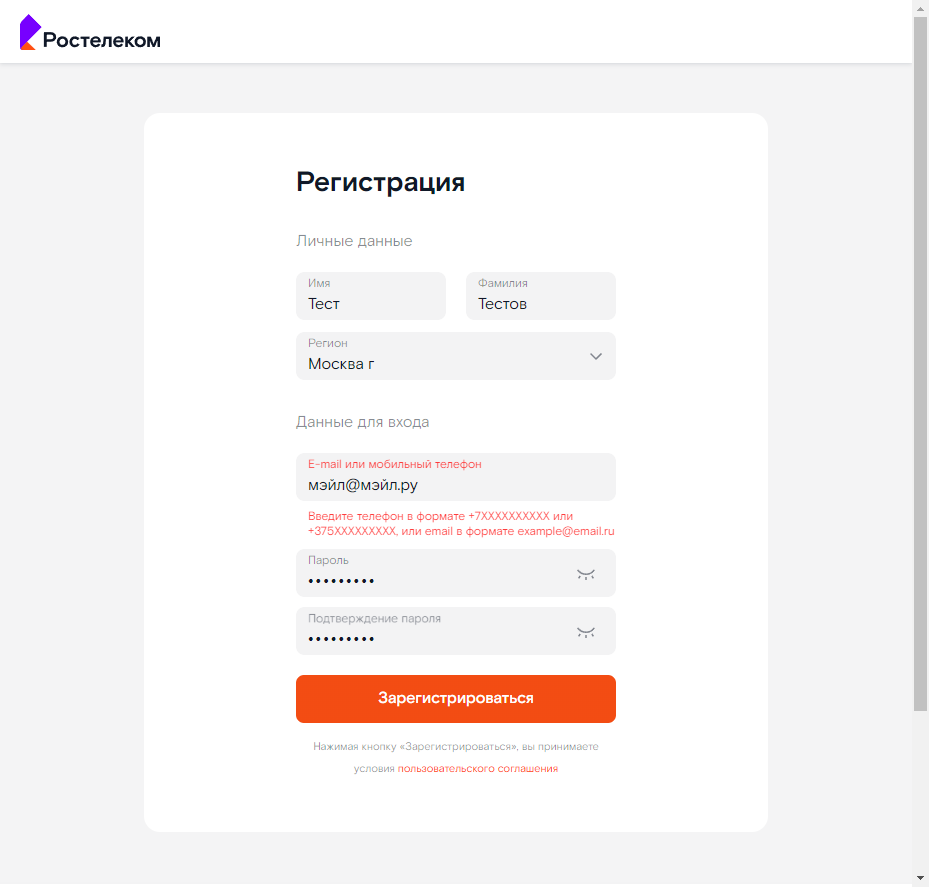 Ростелеком
Регистрация
Личные данные
Имя
Тест
Фамилия
Тестов
Регион
Москва г
Данные для входа
E-mail или мобильный телефон
мэйл@мэйл.ру
Введите телефон в формате +7XXXXXXXXXX или
+375XXXXXXXXX, или email в формате example@email.ru
Пароль
•••••••••
Подтверждение пароля
•••••••••
Зарегистрироваться
Нажимая кнопку «Зарегистрироваться», вы принимаете
условия пользовательского соглашения